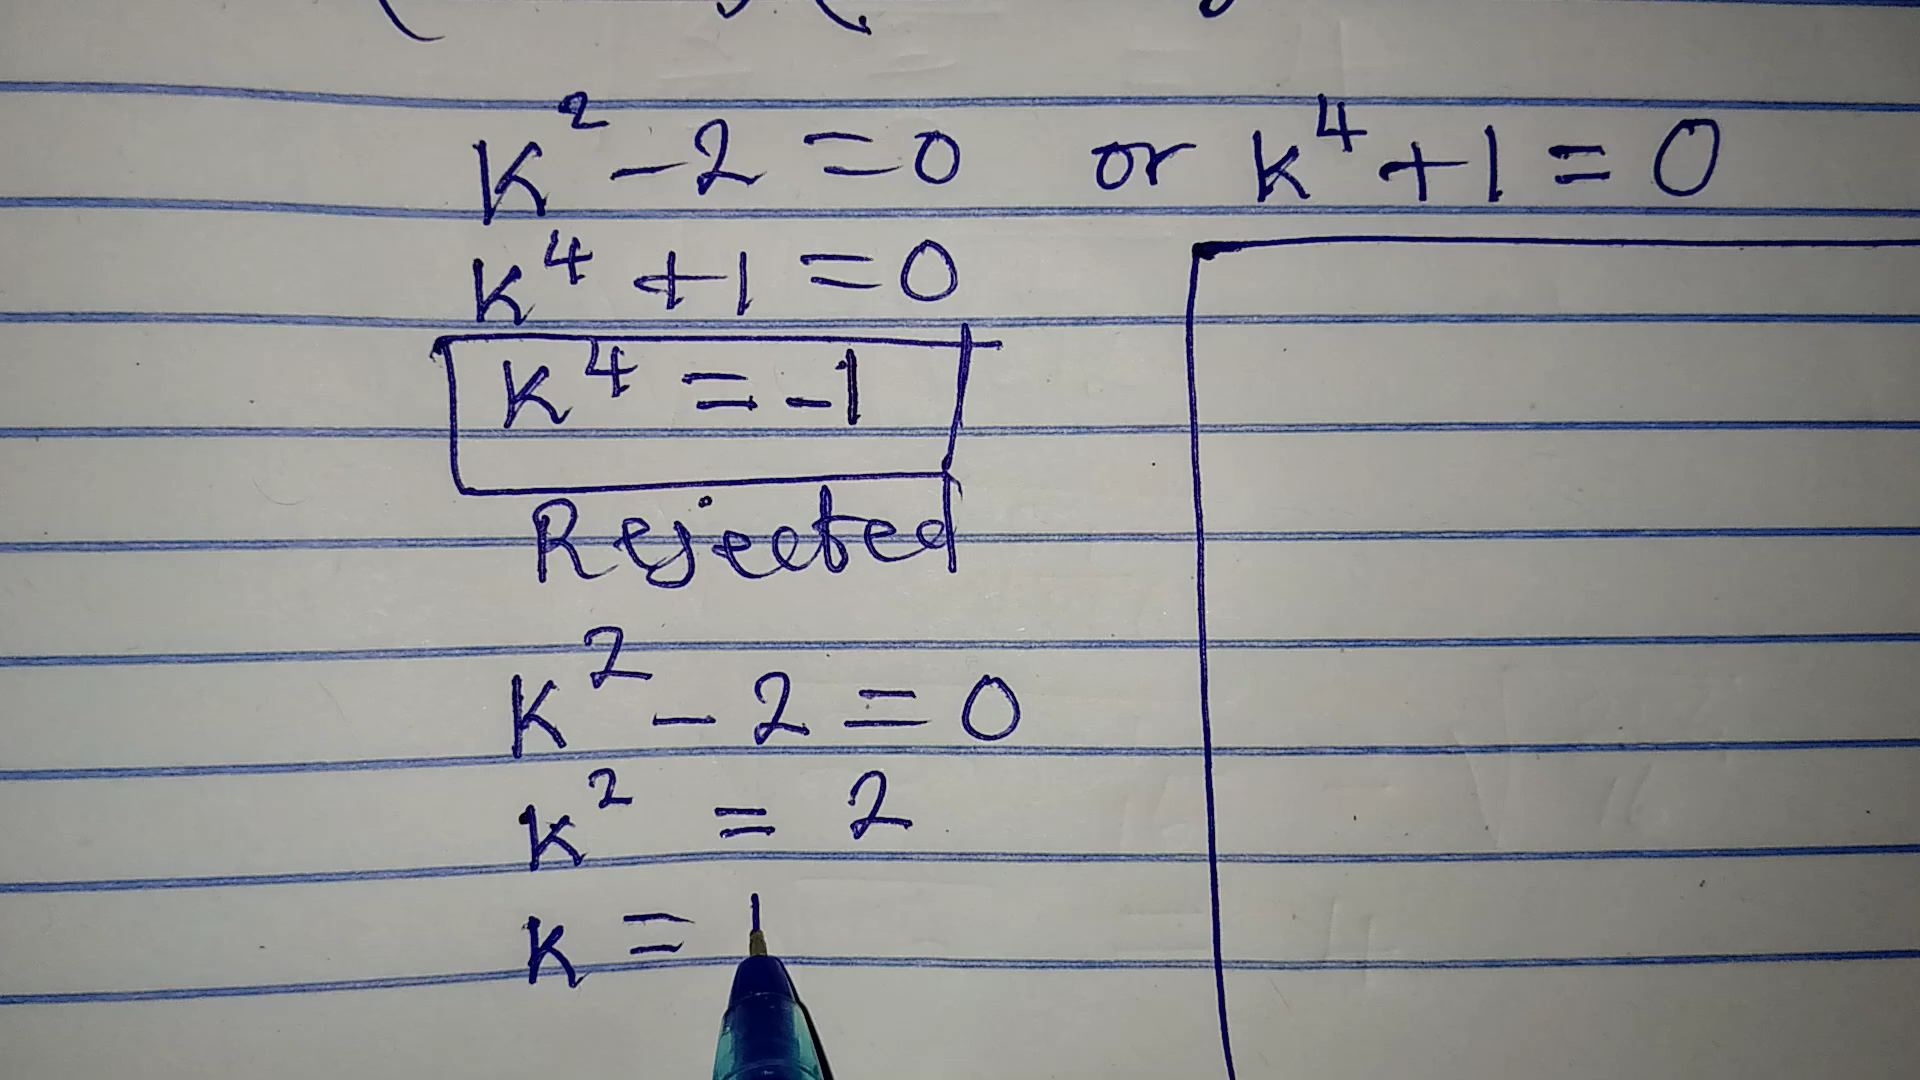 K² - 2 = 0 or K⁴ + 1 = 0
K⁴ + 1 = 0
K⁴ = -1
Rejected
K² - 2 = 0
K² = 2
K =